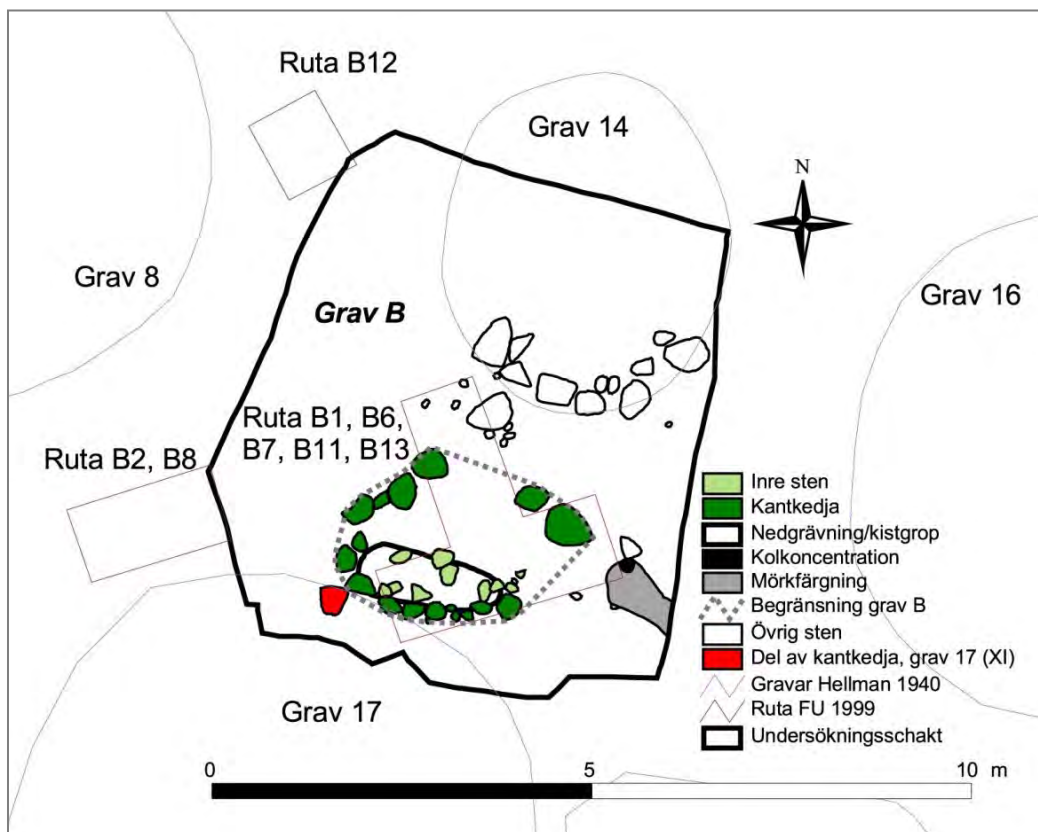 Ruta B12
Grav 14
N
Grav 8
Grav B
Grav 16
Ruta B1, B6,
B7, B11, B13
Ruta B2, B8
Inre sten
Kantkedja
Nedgrävning/kistgrop
Kolkoncentration
Mörkfärgning
Begränsning grav B
Övrig sten
Del av kantkedja, grav 17 (XI)
Gravar Hellman 1940
Ruta FU 1999
Undersökningsschakt
Grav 17
0 5 10 m